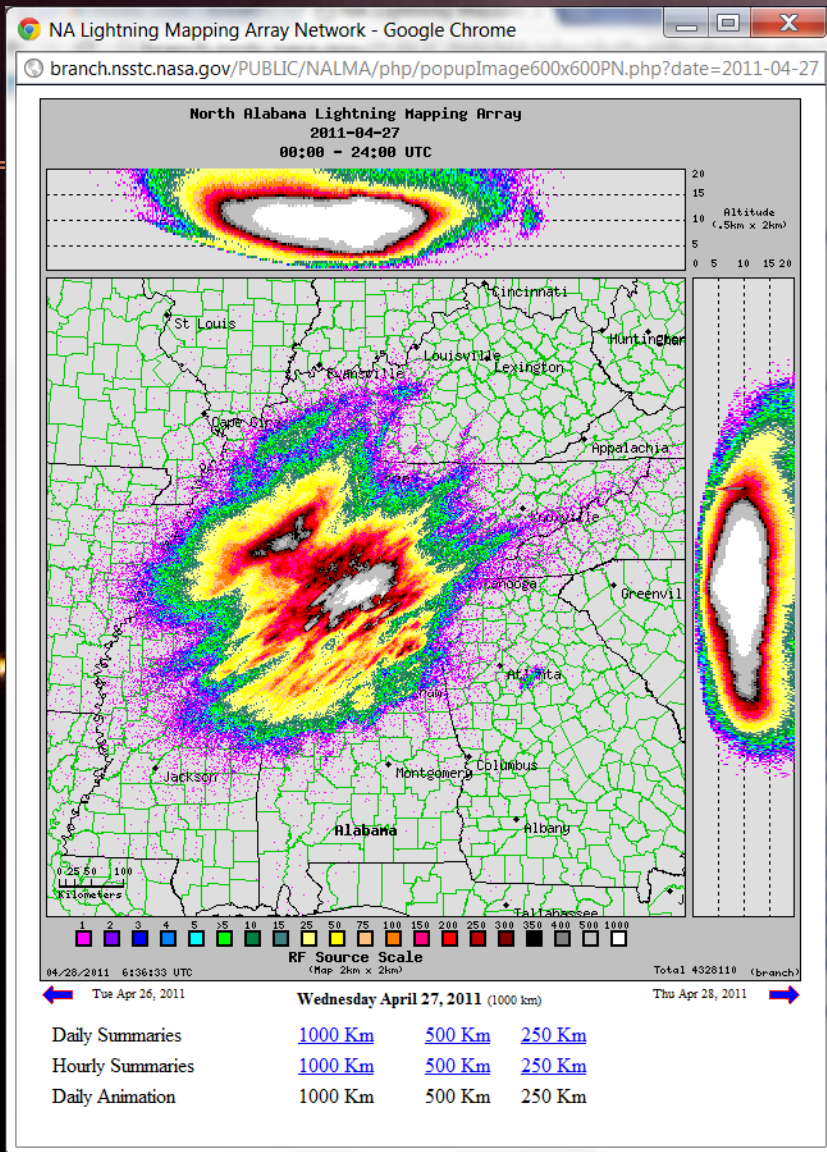 NA Lightning Mapping Array Network - Google Chrome
branch.nsstc.nasa.gov/PUBLIC/NALMA/php/popupImage600x600PN.php?date=2011-04-27
North Alabama Lightning Mapping Array
2011-04-27
00:00 - 24:00 UTC
20
15
10
5
0
Altitude
(.5km x 2km)
5 10 15 20
Cincinnati
St Louis
Huntington
Louisville
Evansville
Lexington
Cape Gir
Appalachia
Knoxville
Greenvil
Atlanta
Jackson
Montgomery
Columbus
Alabama
Albany
Tallahassee
J
0 25 50 100
Kilometers
1 2 3 4 5 >5 10 15 25 50 75 100 150 200 250 300 350 400 500 1000
RF Source Scale
(Map 2km x 2km)
04/28/2011 6:36:33 UTC
Total 4328110 (branch)
Tue Apr 26, 2011
Wednesday April 27, 2011 (1000 km)
Thu Apr 28, 2011
Daily Summaries 1000 Km 500 Km 250 Km
Hourly Summaries 1000 Km 500 Km 250 Km
Daily Animation 1000 Km 500 Km 250 Km